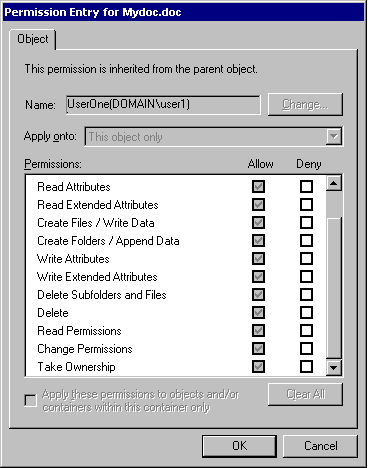 Permission Entry for Mydoc.doc
Object
This permission is inherited from the parent object.
Name: UserOne(DOMAIN\user1) Change...
Apply onto: This object only
Permissions: Allow Deny
Read Attributes
Read Extended Attributes
Create Files / Write Data
Create Folders / Append Data
Write Attributes
Write Extended Attributes
Delete Subfolders and Files
Delete
Read Permissions
Change Permissions
Take Ownership
Apply these permissions to objects and/or Clear All
containers within this container only
OK Cancel